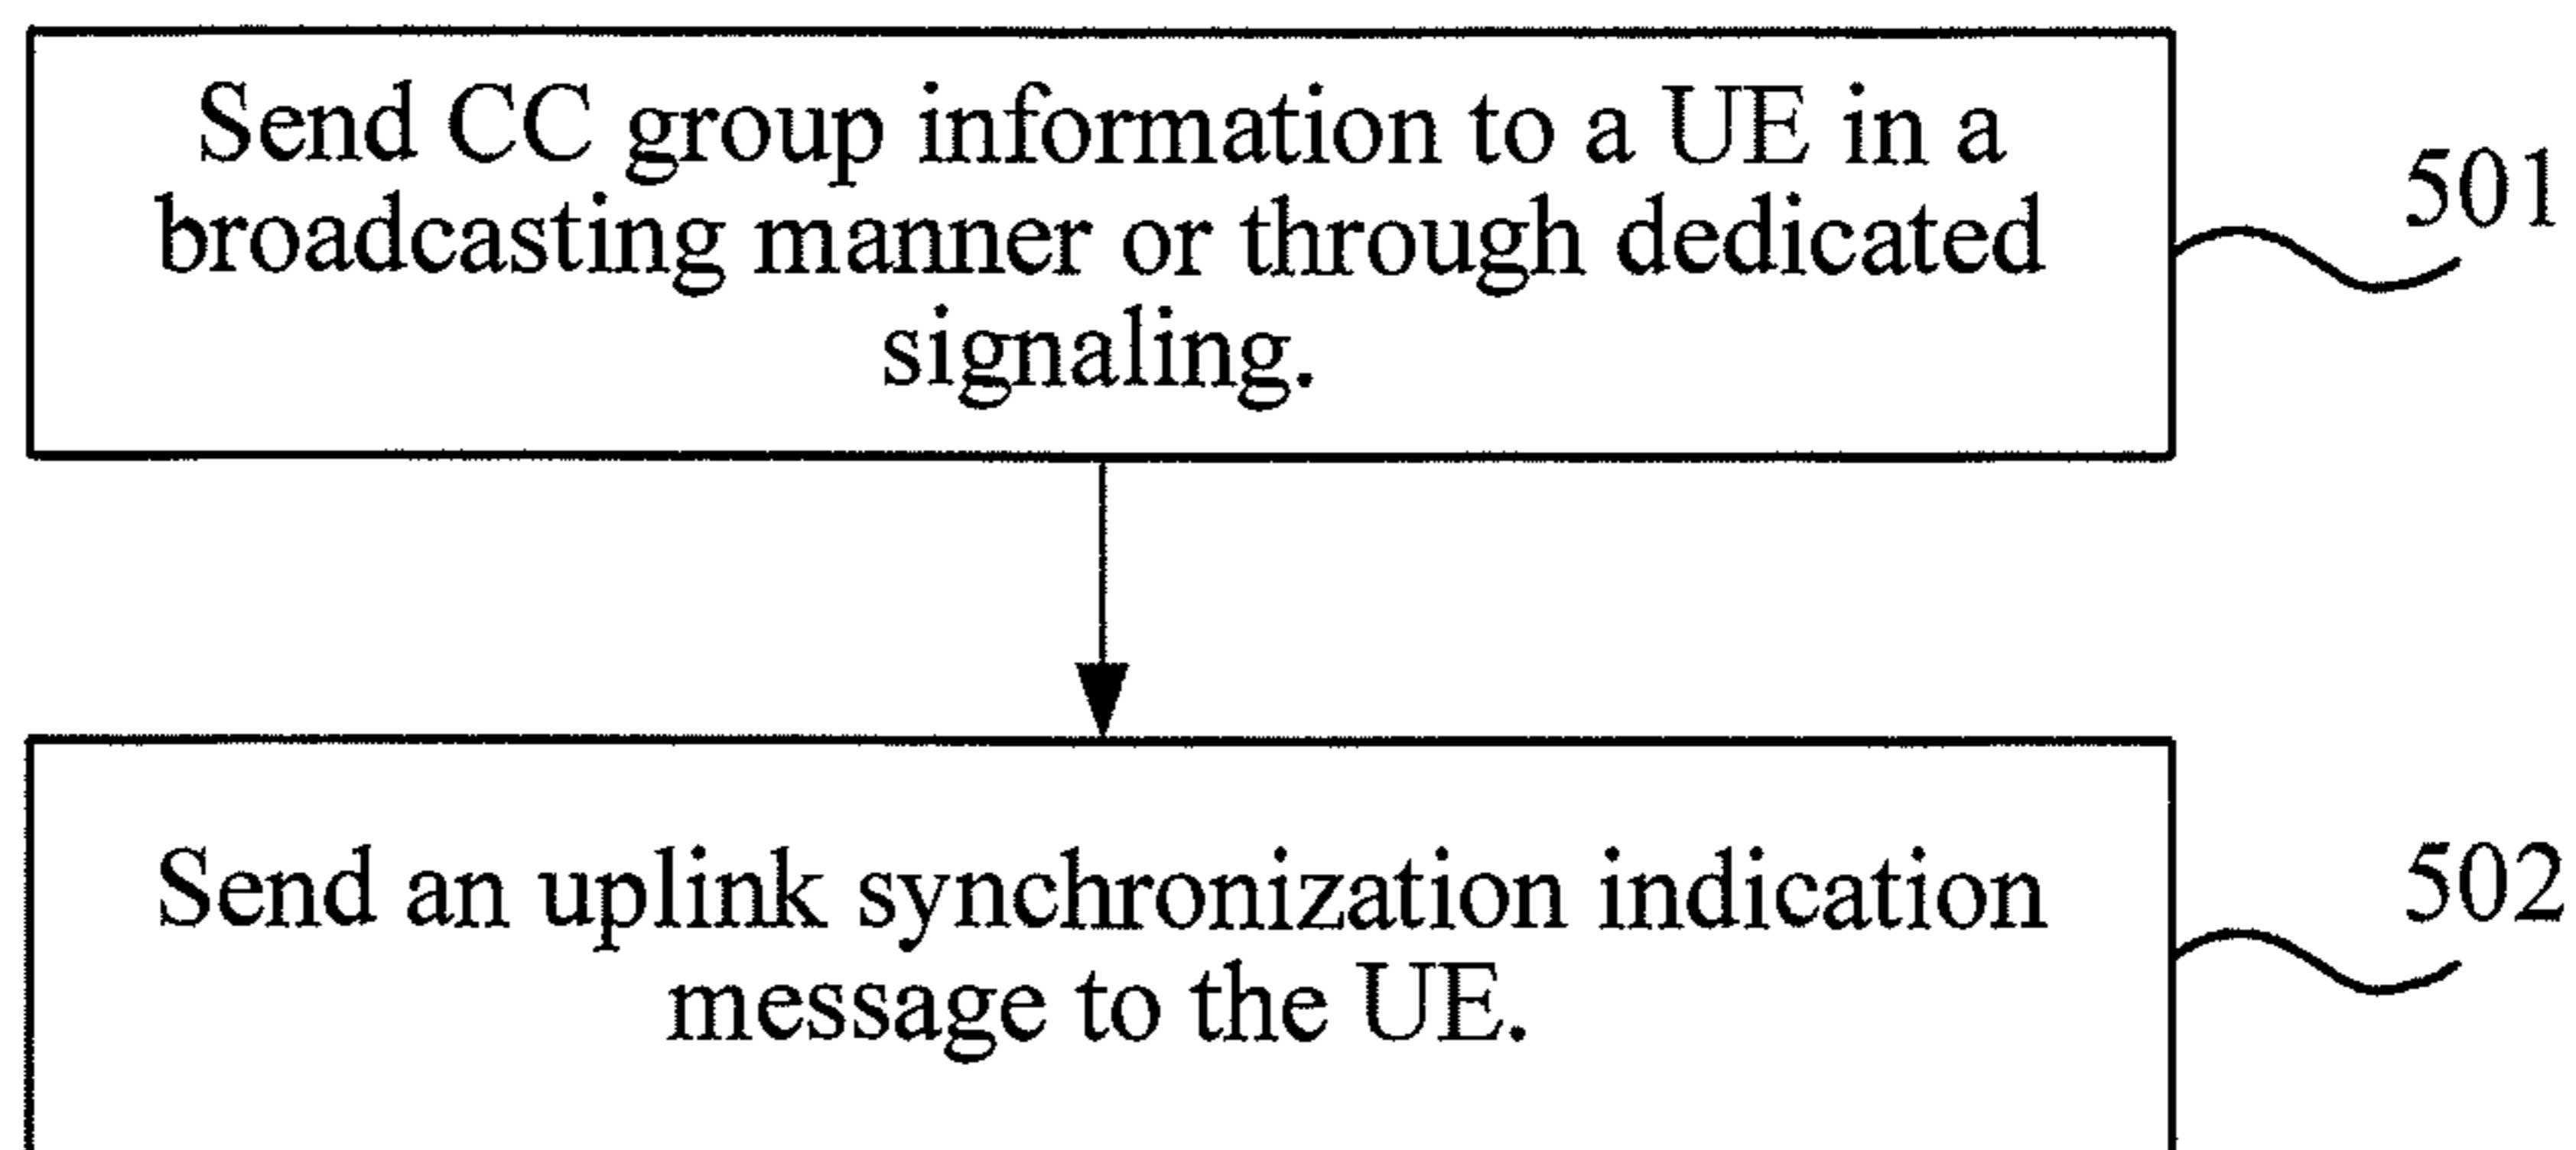 Send CC group information to a UE in a
broadcasting manner or through dedicated
signaling.
501
Send an uplink synchronization indication
message to the UE.
502